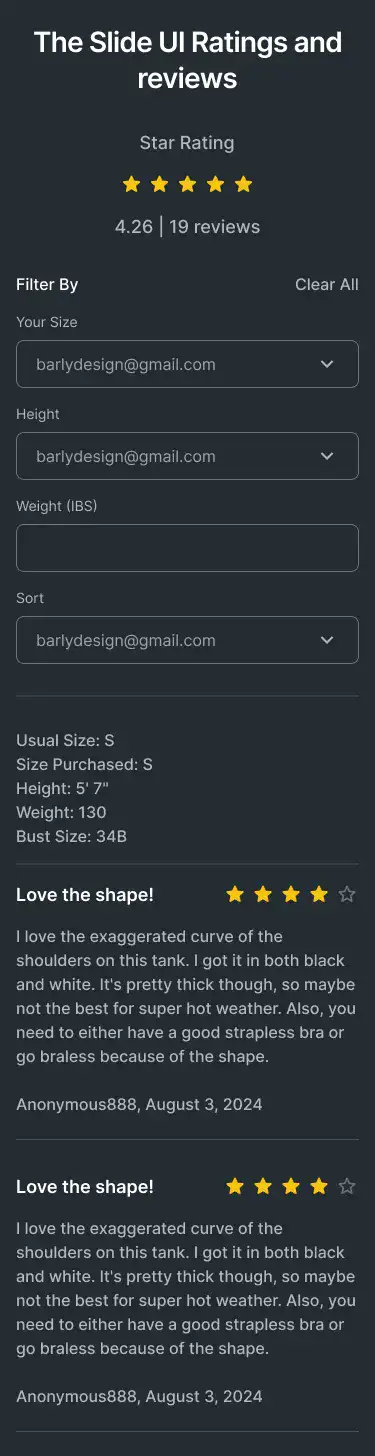 The Slide UI Ratings and
reviews
Star Rating
4.26 | 19 reviews
Filter By
Clear All
Your Size
barlydesign@gmail.com
Height
barlydesign@gmail.com
Weight (IBS)
Sort
barlydesign@gmail.com
Usual Size: S
Size Purchased: S
Height: 5' 7"
Weight: 130
Bust Size: 34B
Love the shape!
I love the exaggerated curve of the
shoulders on this tank. I got it in both black
and white. It's pretty thick though, so maybe
not the best for super hot weather. Also, you
need to either have a good strapless bra or
go braless because of the shape.
Anonymous888, August 3, 2024
Love the shape!
I love the exaggerated curve of the
shoulders on this tank. I got it in both black
and white. It's pretty thick though, so maybe
not the best for super hot weather. Also, you
need to either have a good strapless bra or
go braless because of the shape.
Anonymous888, August 3, 2024